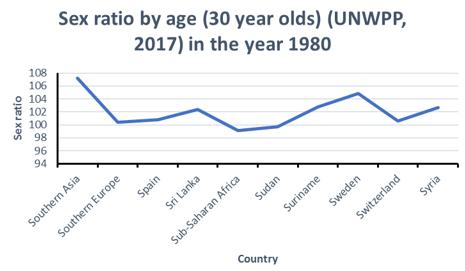 Sex ratio by age (30 year olds) (UNWPP,
2017) in the year 1980
108
106
104
102
100
98
96
94
Sex ratio
Southern Asia
Southern Europe
Spain
Sri Lanka
Sub-Saharan Africa
Sudan
Suriname
Sweden
Switzerland
Syria
Country